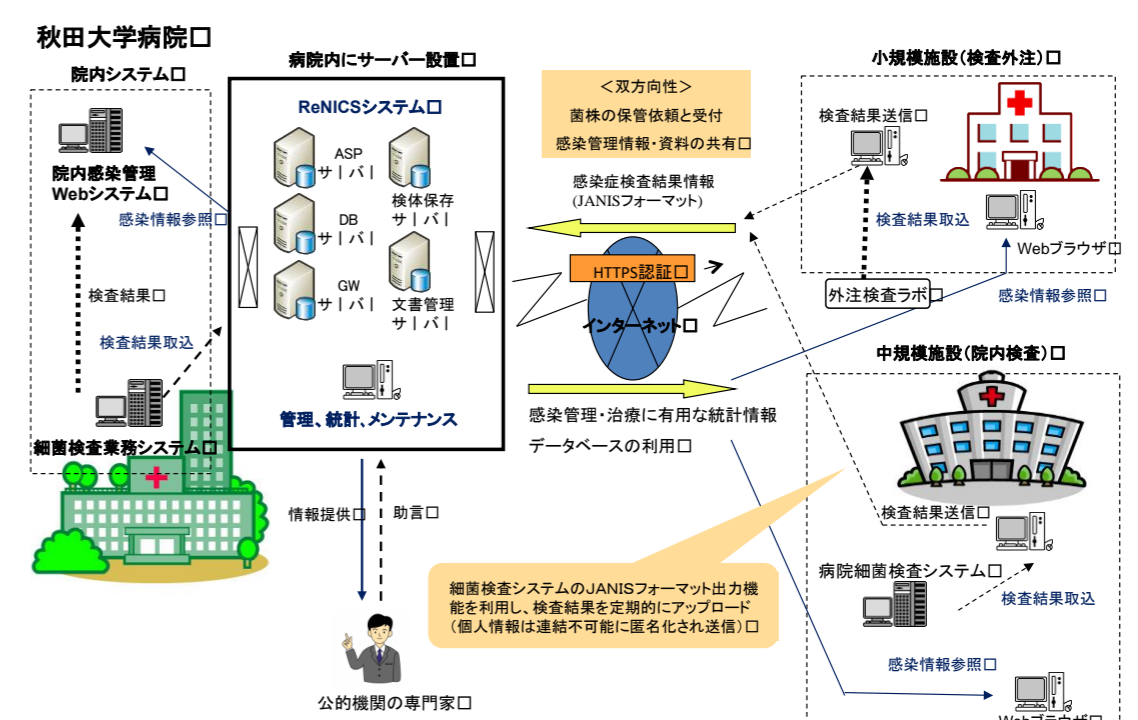 秋田大学病院□
院内システム□
病院内にサーバー設置□
ReNICSシステム□
ASP
サーバー
検体保存
サーバー
DB
サーバー
GW
サーバー
文書管理
サーバー
管理、統計、メンテナンス
院内感染管理
Webシステム□
感染情報参照□
検査結果□
検査結果取込
細菌検査業務システム□
情報提供□
助言□
公的機関の専門家□
＜双方向性＞
菌株の保管依頼と受付
感染管理情報・資料の共有□
感染症検査結果情報
(JANISフォーマット)
HTTPS認証□
インターネット□
感染管理・治療に有用な統計情報
データベースの利用□
細菌検査システムのJANISフォーマット出力機
能を利用し、検査結果を定期的にアップロード
（個人情報は連結不可能に匿名化され送信）□
小規模施設（検査外注）□
検査結果送信□
検査結果取込
Webブラウザ□
外注検査ラボ□
感染情報参照□
中規模施設（院内検査）□
検査結果送信□
病院細菌検査システム□
検査結果取込
感染情報参照□
Webブラウザ□